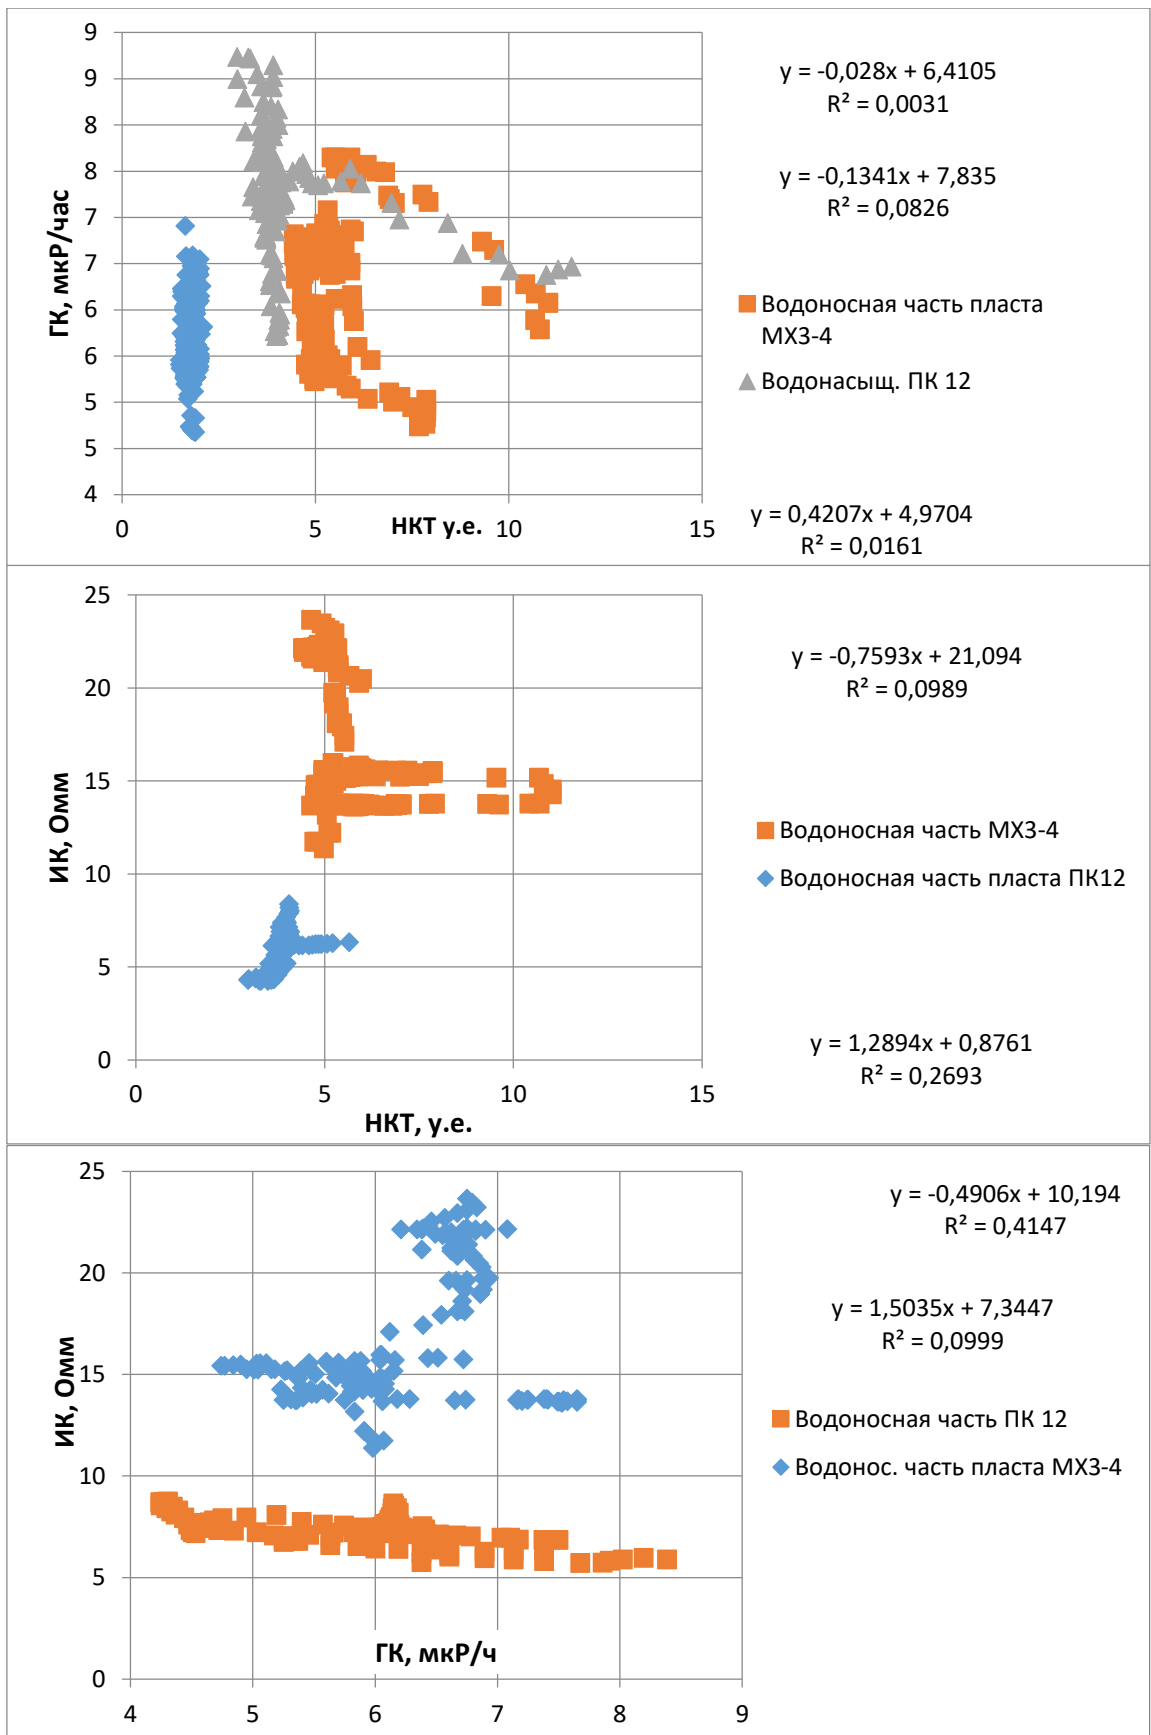 9
9
8
8
7
7
6
6
5
5
4
0
5
10
15
ГК, мкР/час
НКТ у.е.
y = -0,028x + 6,4105
R² = 0,0031
y = -0,1341x + 7,835
R² = 0,0826
Водоносная часть пласта
МХ3-4
Водонасыщ. ПК 12
y = 0,4207x + 4,9704
R² = 0,0161
25
20
15
10
5
0
0
5
10
15
ИК, Омм
НКТ, у.е.
y = -0,7593x + 21,094
R² = 0,0989
Водоносная часть МХ3-4
Водоносная часть пласта ПК12
y = 1,2894x + 0,8761
R² = 0,2693
25
20
15
10
5
0
4
5
6
7
8
9
ИК, Омм
ГК, мкР/ч
y = -0,4906x + 10,194
R² = 0,4147
y = 1,5035x + 7,3447
R² = 0,0999
Водоносная часть ПК 12
Водонос. часть пласта МХ3-4